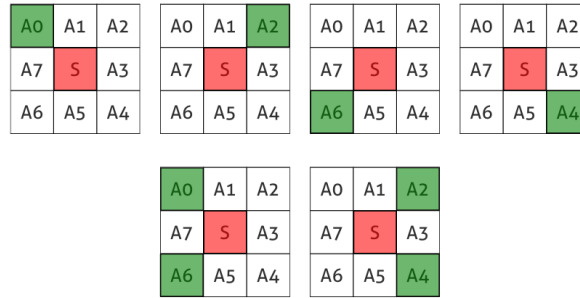 A0 A1 A2 A0 A1 A2 A0 A1 A2 A0 A1 A2
A7 S A3 A7 S A3 A7 S A3 A7 S A3
A6 A5 A4 A6 A5 A4 A6 A5 A4 A6 A5 A4
A0 A1 A2 A0 A1 A2
A7 S A3 A7 S A3
A6 A5 A4 A6 A5 A4